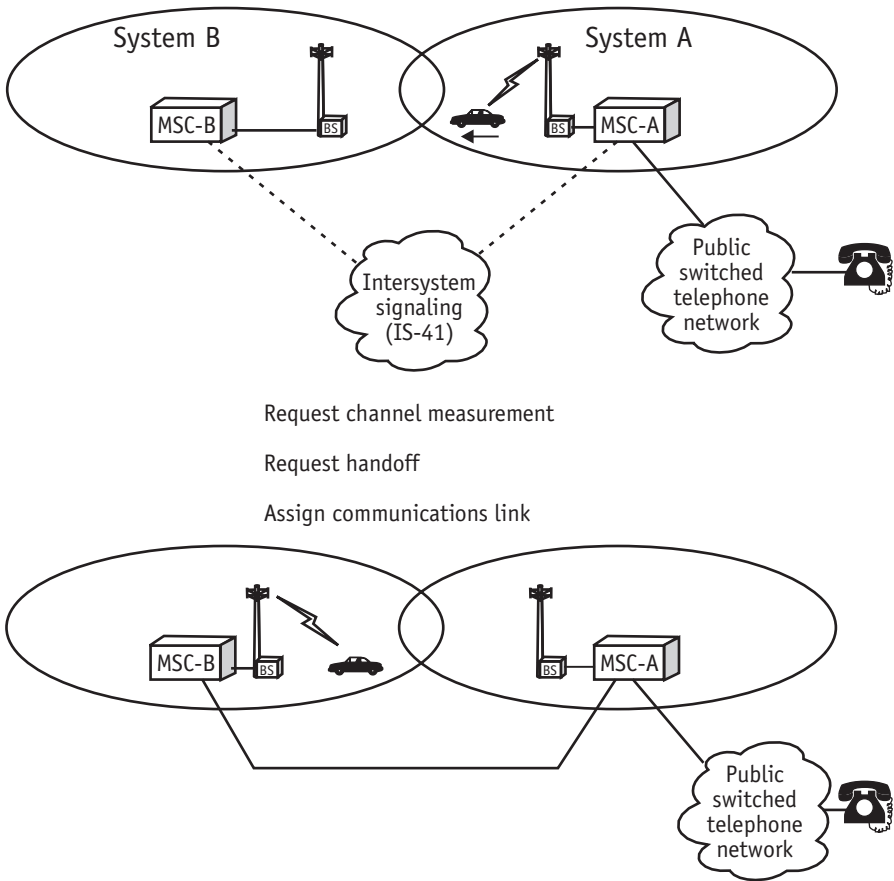 System B
System A
MSC-B
BS
BS
MSC-A
Intersystem
signaling
(IS-41)
Public
switched
telephone
network
Request channel measurement
Request handoff
Assign communications link
MSC-B
BS
BS
MSC-A
Public
switched
telephone
network